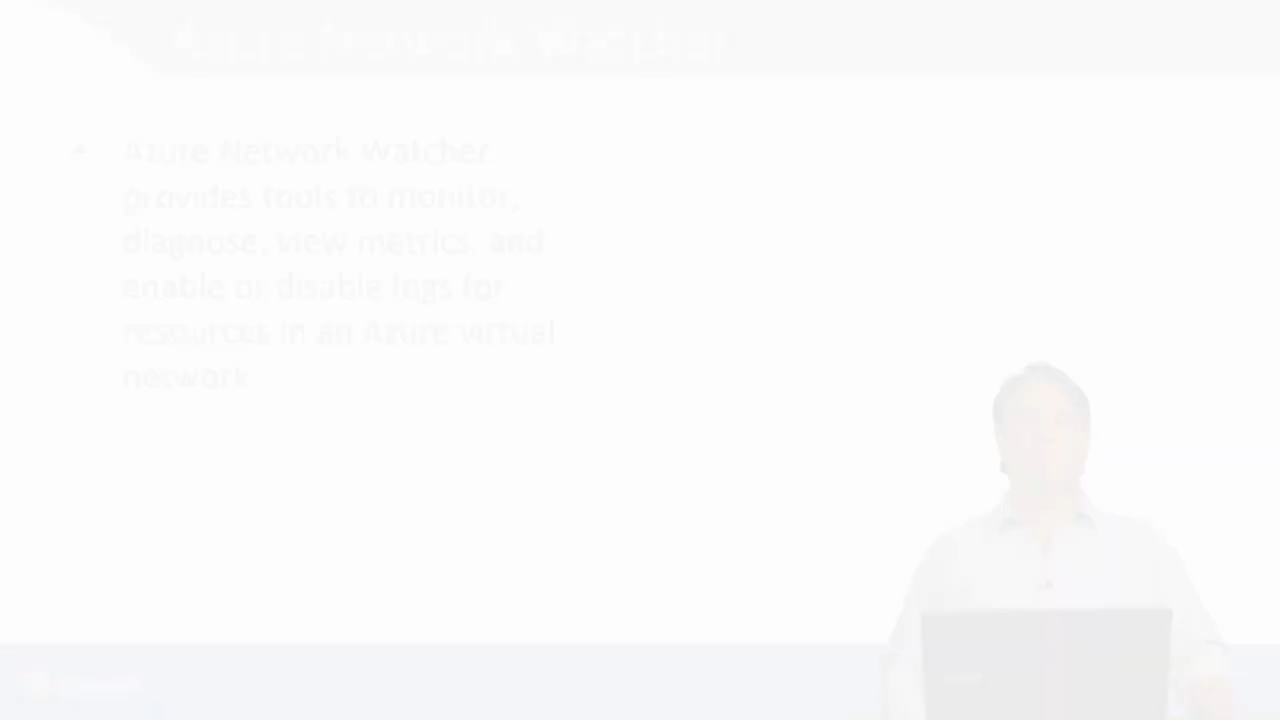 Azure Network Watcher
• Azure Network Watcher
provides tools to monitor,
diagnose, view metrics, and
enable or disable logs for
resources in an Azure virtual
network